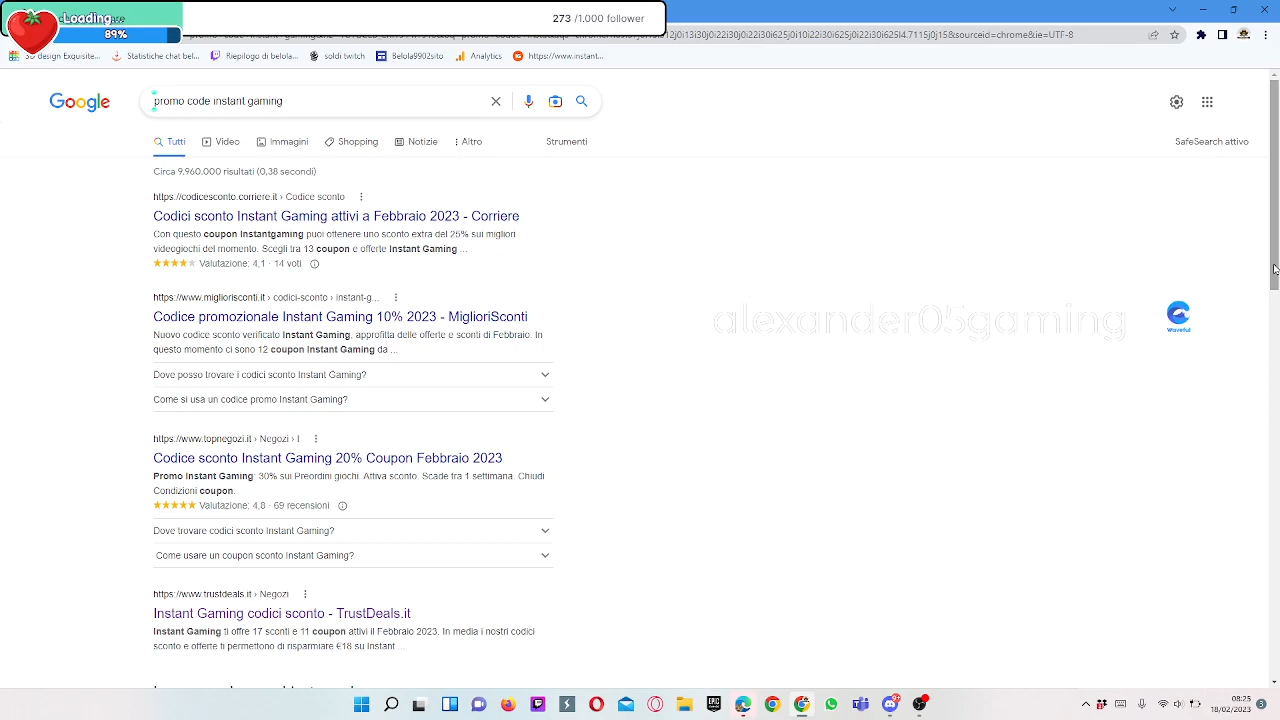 Loading
89%
273 /1.000 follower
3D design Exquisite...
Statistiche chat bel...
Riepilogo di belola...
soldi twitch
Belola9902sito
Analytics
https://www.instant...
Google
promo code instant gaming
Tutti
Video
Immagini
Shopping
Notizie
Altro
Strumenti
SafeSearch attivo
Circa 9.960.000 risultati (0,38 secondi)
https://codicesconto.corriere.it › Codice sconto
Codici sconto Instant Gaming attivi a Febbraio 2023 - Corriere
Con questo coupon Instantgaming puoi ottenere uno sconto extra del 25% sui migliori
videogiochi del momento. Scegli tra 13 coupon e offerte Instant Gaming ...
Valutazione: 4,1 · 14 voti
https://www.migliorisconti.it › codici-sconto › instant-g...
Codice promozionale Instant Gaming 10% 2023 - MiglioriSconti
Nuovo codice sconto verificato Instant Gaming, approfitta delle offerte e sconti di Febbraio. In
questo momento ci sono 12 coupon Instant Gaming da ...
Dove posso trovare i codici sconto Instant Gaming?
Come si usa un codice promo Instant Gaming?
alexander05gaming
Waveful
https://www.topnegozi.it › Negozi › I
Codice sconto Instant Gaming 20% Coupon Febbraio 2023
Promo Instant Gaming: 30% sui Preordini giochi. Attiva sconto. Scade tra 1 settimana. Chiudi
Condizioni coupon.
Valutazione: 4,8 · 69 recensioni
Dove trovare codici sconto Instant Gaming?
Come usare un coupon sconto Instant Gaming?
https://www.trustdeals.it › Negozi
Instant Gaming codici sconto - TrustDeals.it
Instant Gaming ti offre 17 sconti e 11 coupon attivi il Febbraio 2023. In media i nostri codici
sconto e offerte ti permettono di risparmiare €18 su Instant ...
08:25
18/02/2023